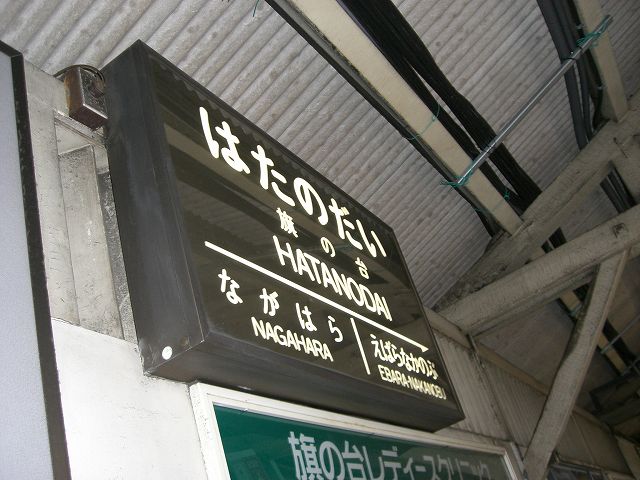 はたのだい
旗の台
HATANODAI
ながはら
NAGAHARA
えばらなかのぶ
EBARA-NAKANOBU
旗の台レディースクリニック